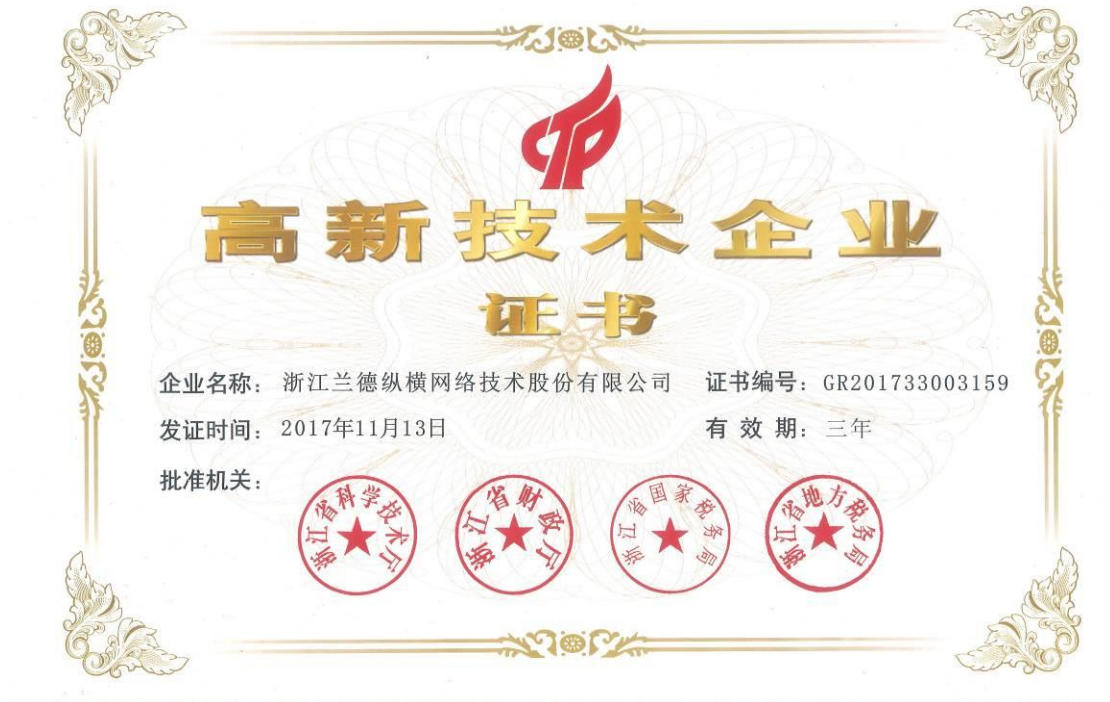 高新技术企业
证书
企业名称：浙江兰德纵横网络技术股份有限公司 证书编号：GR201733003159
发证时间：2017年11月13日 有效期：三年
批准机关：
浙江省科学技术厅 浙江省财政厅 浙江省国家税务局 浙江省地方税务局